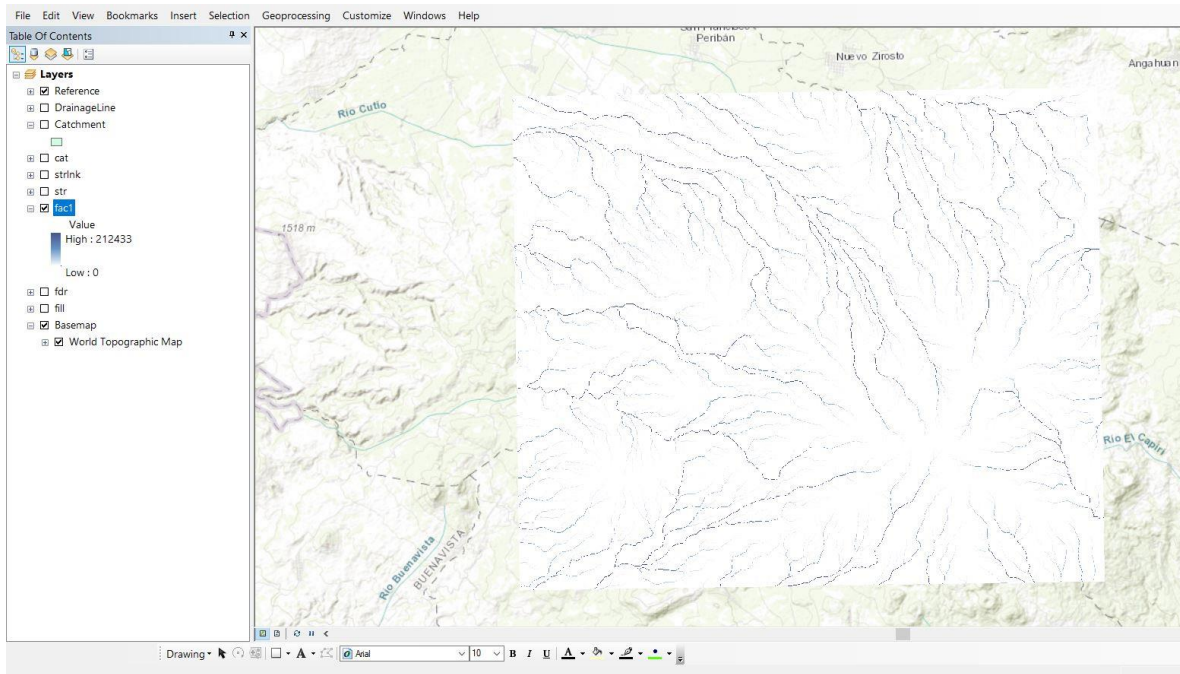 File Edit View Bookmarks Insert Selection Geoprocessing Customize Windows Help
Table Of Contents
Layers
Reference
DrainageLine
Catchment
cat
strlnk
str
fac1
Value
High : 212433
Low : 0
fdr
fill
Basemap
World Topographic Map
Peribán
Nuevo Zirosto
Angahuan
Rio Cutio
1518 m
Rio El Capiri
Rio Buenavista
BUENAVISTA
Drawing
A
Arial
10
B I U A